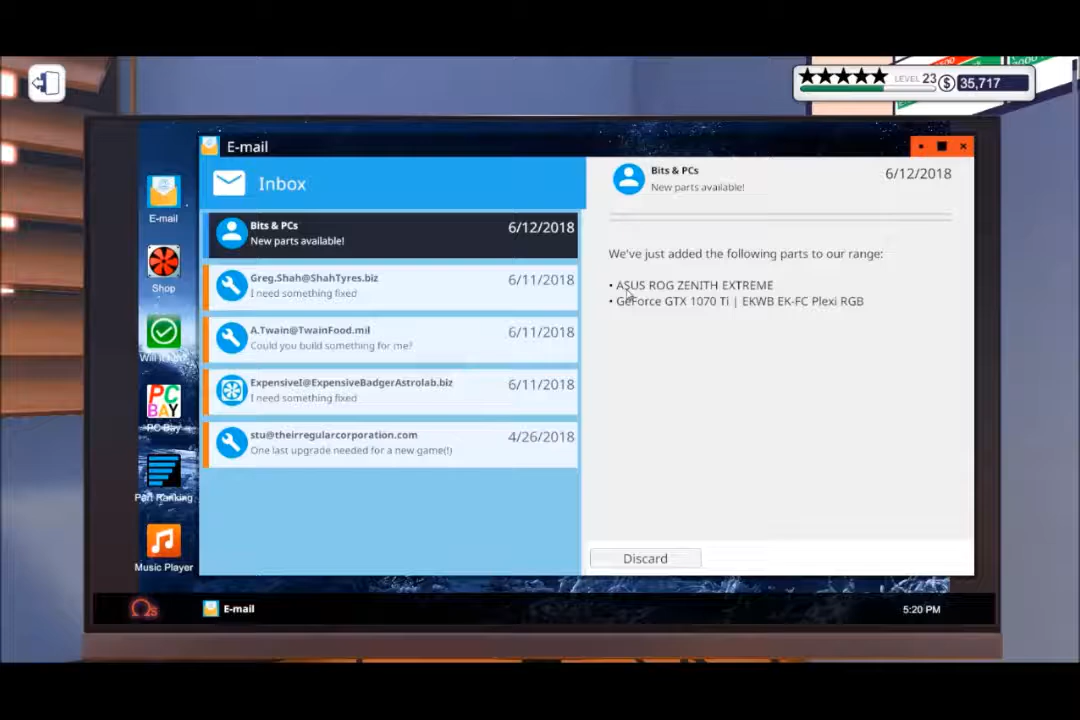 ★★★★★ LEVEL 23 $ 35,717
E-mail
Inbox
Bits & PCs 6/12/2018
New parts available!
Greg.Shah@ShahTyres.biz 6/11/2018
I need something fixed
A.Twain@TwainFood.mil 6/11/2018
Could you build something for me?
ExpensiveI@ExpensiveBadgerAstrolab.biz 6/11/2018
I need something fixed
stu@theirregularcorporation.com 4/26/2018
One last upgrade needed for a new game(!)
Bits & PCs 6/12/2018
New parts available!
We've just added the following parts to our range:
• ASUS ROG ZENITH EXTREME
• GeForce GTX 1070 Ti | EKWB EK-FC Plexi RGB
Discard
E-mail
Shop
PC BAY
PC Bay
Part Ranking
Music Player
E-mail
5:20 PM